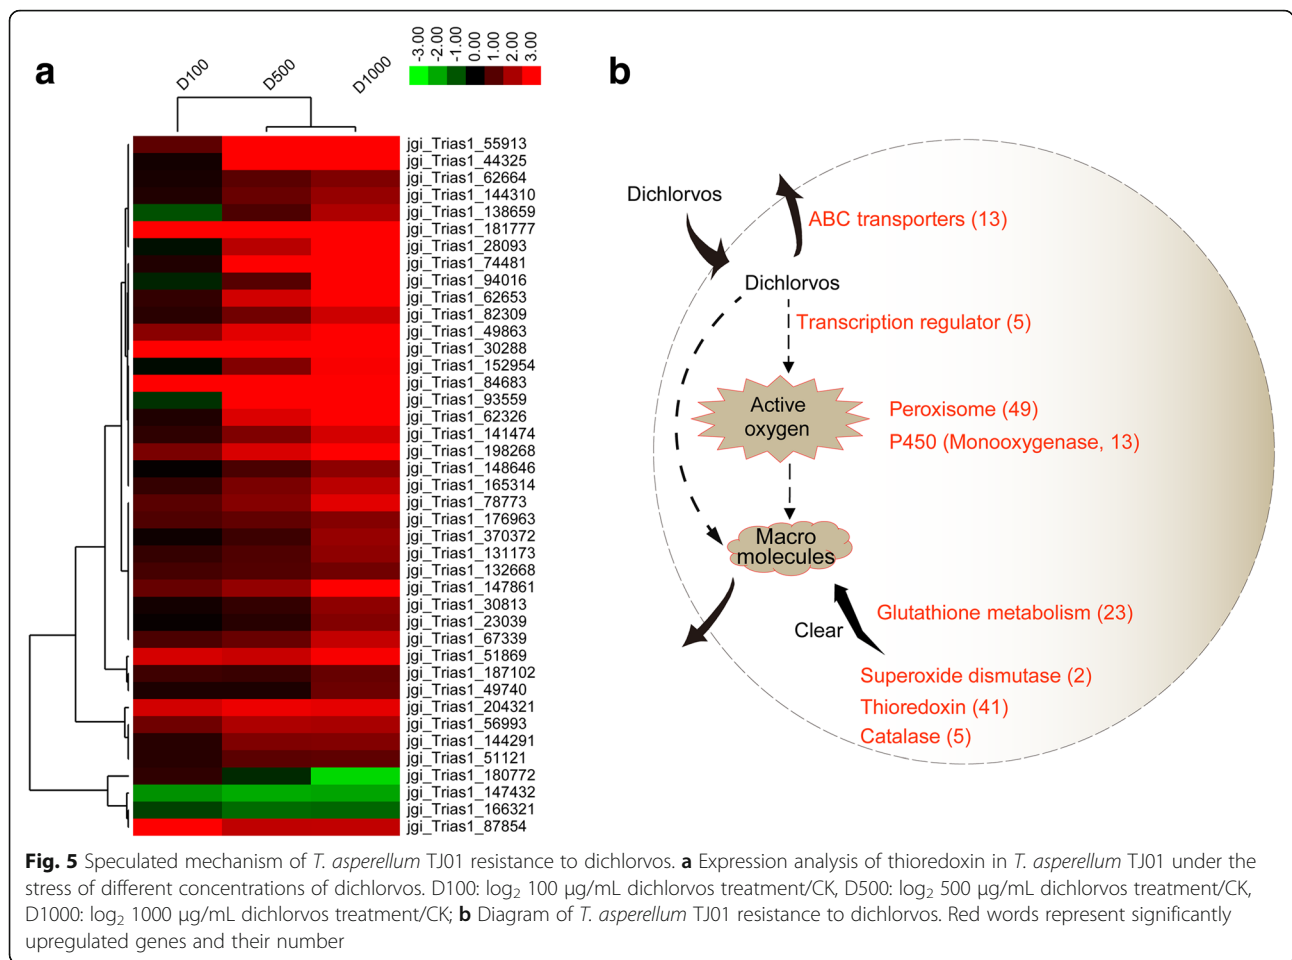 a
D100
D500
D1000
-3.00
-2.00
-1.00
0.00
1.00
2.00
3.00
jgi_Trias1_55913
jgi_Trias1_44325
jgi_Trias1_62664
jgi_Trias1_144310
jgi_Trias1_138659
jgi_Trias1_181777
jgi_Trias1_28093
jgi_Trias1_74481
jgi_Trias1_94016
jgi_Trias1_62653
jgi_Trias1_82309
jgi_Trias1_49863
jgi_Trias1_30288
jgi_Trias1_152954
jgi_Trias1_84683
jgi_Trias1_93559
jgi_Trias1_62326
jgi_Trias1_141474
jgi_Trias1_198268
jgi_Trias1_148646
jgi_Trias1_165314
jgi_Trias1_78773
jgi_Trias1_176963
jgi_Trias1_370372
jgi_Trias1_131173
jgi_Trias1_132668
jgi_Trias1_147861
jgi_Trias1_30813
jgi_Trias1_23039
jgi_Trias1_67339
jgi_Trias1_51869
jgi_Trias1_187102
jgi_Trias1_49740
jgi_Trias1_204321
jgi_Trias1_56993
jgi_Trias1_144291
jgi_Trias1_51121
jgi_Trias1_180772
jgi_Trias1_147432
jgi_Trias1_166321
jgi_Trias1_87854
b
Dichlorvos
ABC transporters (13)
Dichlorvos
Transcription regulator (5)
Active
oxygen
Peroxisome (49)
P450 (Monooxygenase, 13)
Macro
molecules
Glutathione metabolism (23)
Clear
Superoxide dismutase (2)
Thioredoxin (41)
Catalase (5)
Fig. 5 Speculated mechanism of T. asperellum TJ01 resistance to dichlorvos. a Expression analysis of thioredoxin in T. asperellum TJ01 under the
stress of different concentrations of dichlorvos. D100: log₂ 100 μg/mL dichlorvos treatment/CK, D500: log₂ 500 μg/mL dichlorvos treatment/CK,
D1000: log₂ 1000 μg/mL dichlorvos treatment/CK; b Diagram of T. asperellum TJ01 resistance to dichlorvos. Red words represent significantly
upregulated genes and their number